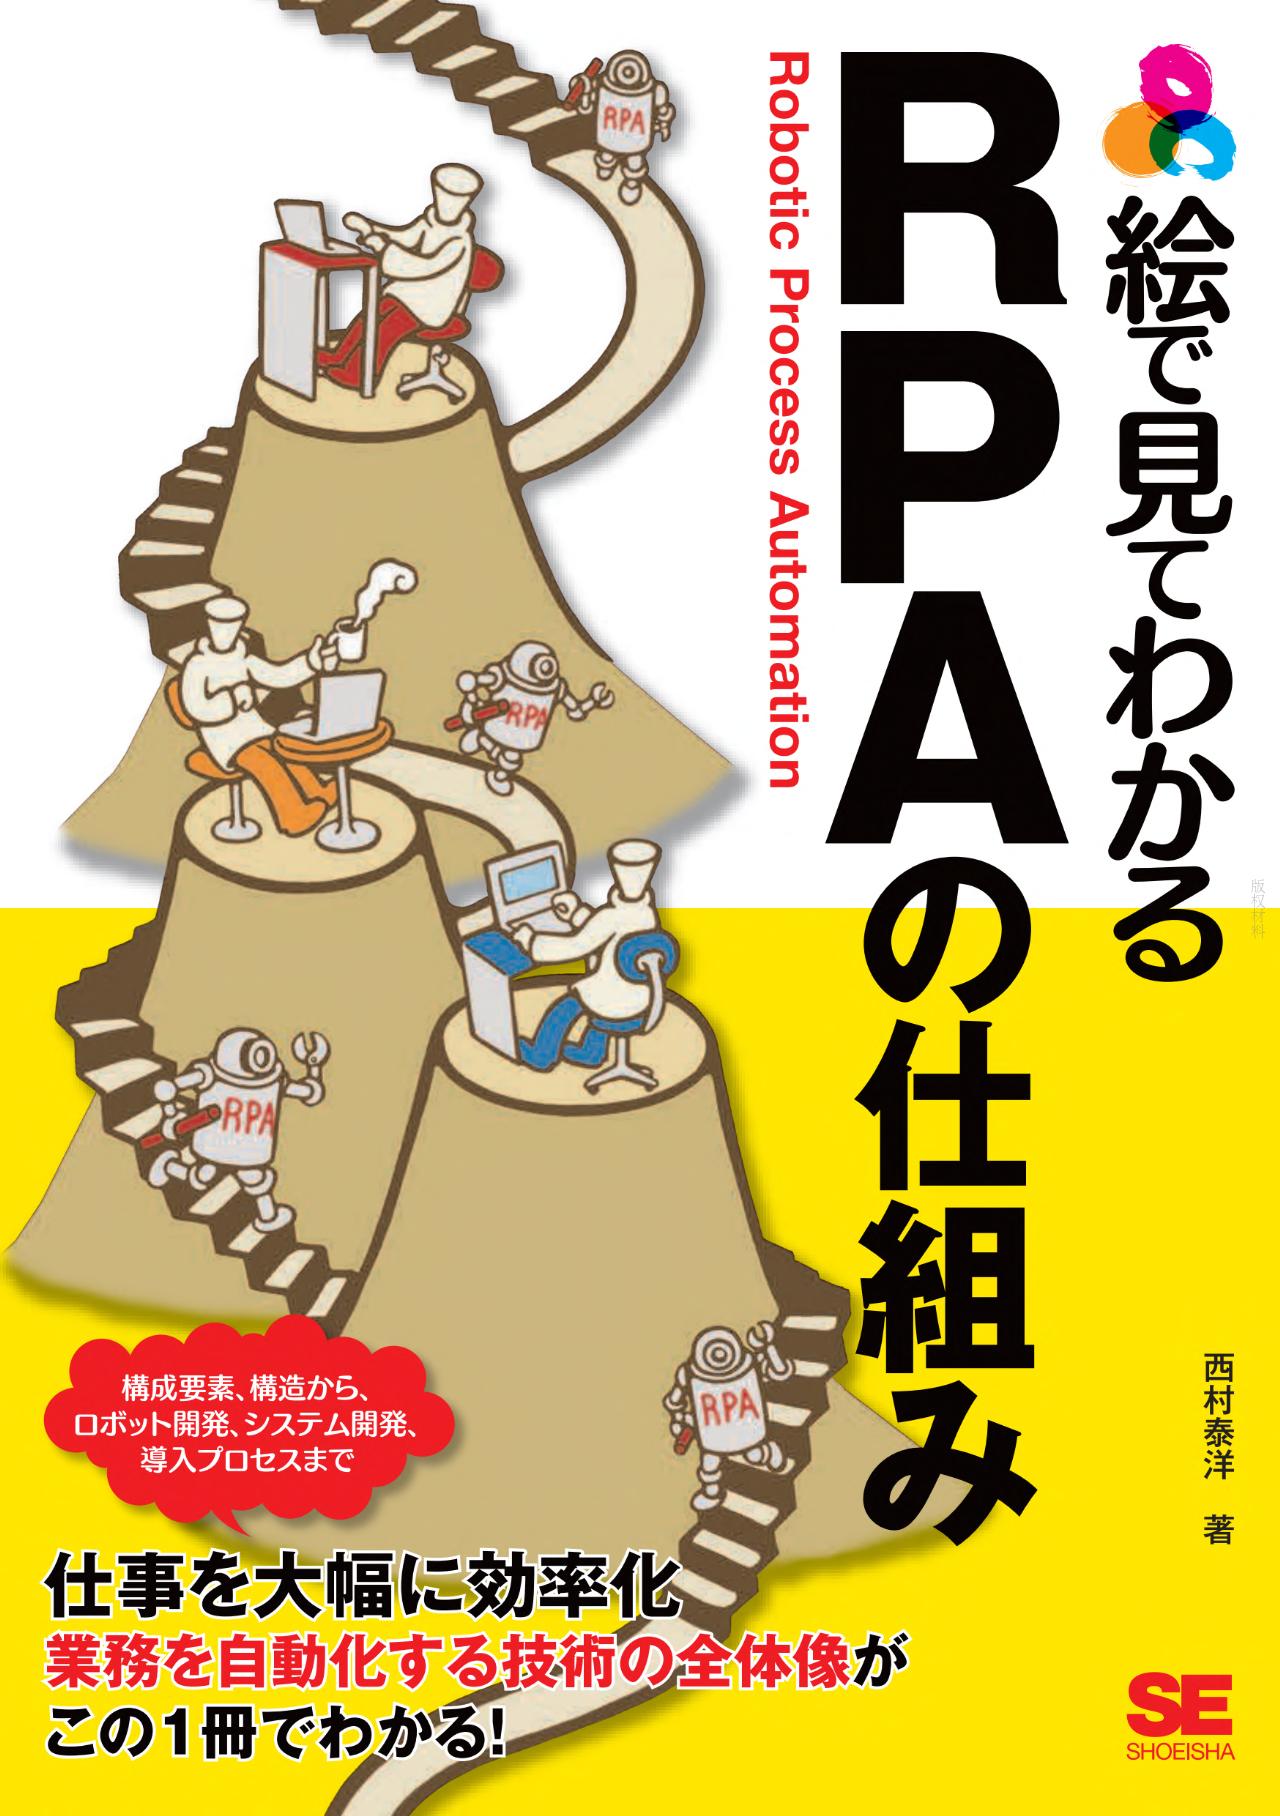 絵で見てわかる
RPAの仕組み
Robotic Process Automation
RPA
RPA
RPA
RPA
西村泰洋 著
構成要素、構造から、
ロボット開発、システム開発、
導入プロセスまで
仕事を大幅に効率化
業務を自動化する技術の全体像が
この1冊でわかる!
SE
SHOEISHA
版权材料